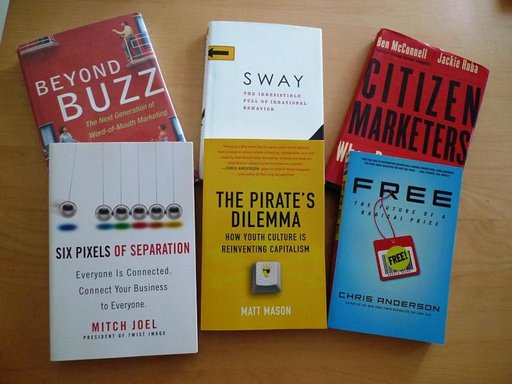 BEYOND
BUZZ
The Next Generation of
Word-of-Mouth Marketing
SWAY
THE IRRESISTIBLE
PULL OF IRRATIONAL
BEHAVIOR
Ben McConnell
Jackie Huba
CITIZEN
MARKETERS
SIX PIXELS OF SEPARATION
Everyone Is Connected.
Connect Your Business
to Everyone.
MITCH JOEL
PRESIDENT OF TWIST IMAGE
—CHRIS ANDERSON,
THE PIRATE'S
DILEMMA
HOW YOUTH CULTURE IS
REINVENTING CAPITALISM
MATT MASON
FREE
THE FUTURE OF A
RADICAL PRICE
FREE!
CHRIS ANDERSON